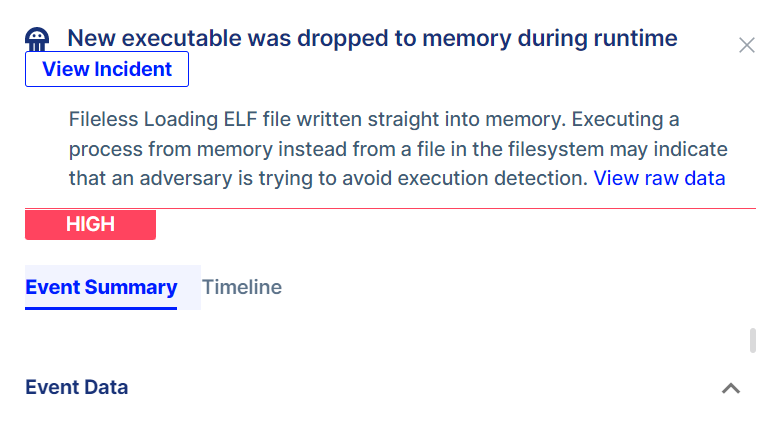 New executable was dropped to memory during runtime
View Incident
Fileless Loading ELF file written straight into memory. Executing a
process from memory instead from a file in the filesystem may indicate
that an adversary is trying to avoid execution detection. View raw data
HIGH
Event Summary Timeline
Event Data